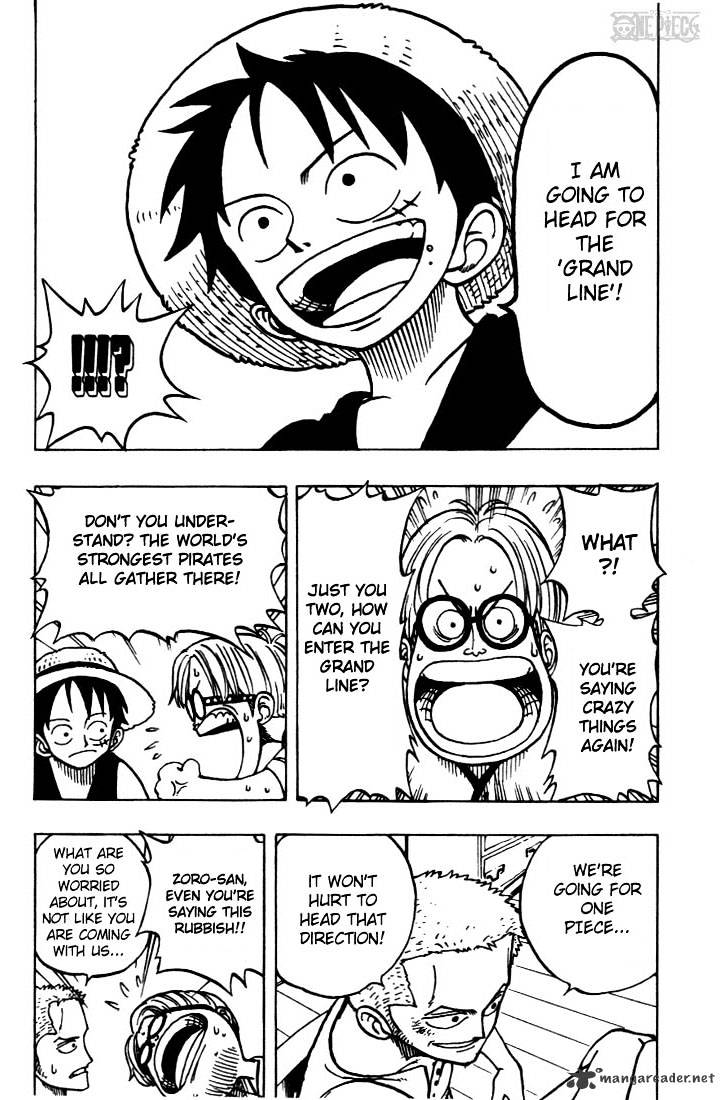 ONE PIECE
I AM
GOING TO
HEAD FOR
THE
'GRAND
LINE'!
!!!?
WHAT
?!
YOU'RE
SAYING
CRAZY
THINGS
AGAIN!
JUST YOU
TWO, HOW
CAN YOU
ENTER THE
GRAND
LINE?
DON'T YOU UNDER-
STAND? THE WORLD'S
STRONGEST PIRATES
ALL GATHER THERE!
WE'RE
GOING FOR
ONE
PIECE...
IT WON'T
HURT TO
HEAD THAT
DIRECTION!
ZORO-SAN,
EVEN YOU'RE
SAYING THIS
RUBBISH!!
WHAT ARE
YOU SO
WORRIED
ABOUT, IT'S
NOT LIKE YOU
ARE COMING
WITH US...
mangareader.net